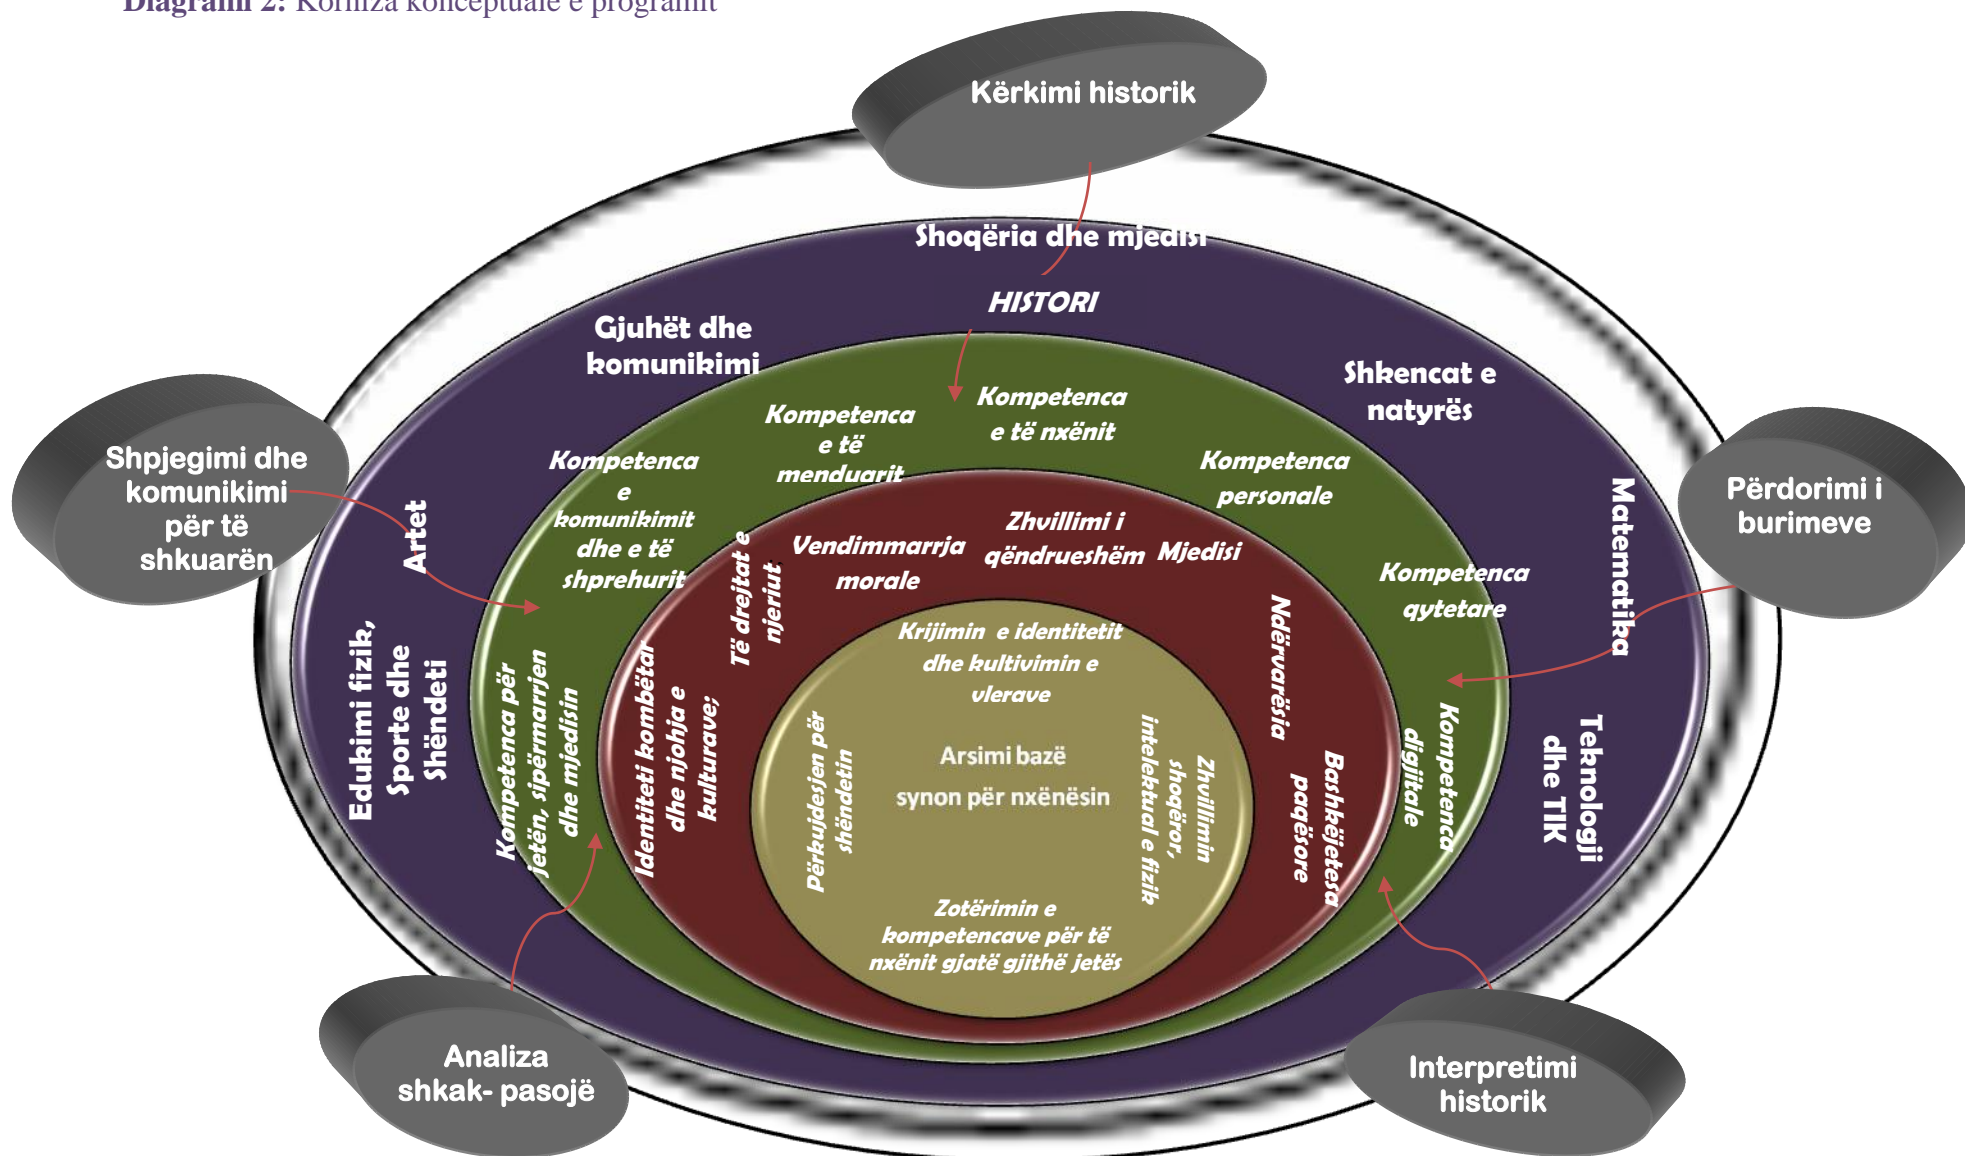 Diagrami 2: Korniza konceptuale e programit
Kërkimi historik
Shoqëria dhe mjedisi
HISTORI
Gjuhët dhe
komunikimi
Shkencat e
natyrës
Shpjegimi dhe
komunikimi
për të
shkuarën
Përdorimi i
burimeve
Artet
Matematika
Edukimi fizik,
Sporte dhe
Shëndeti
Teknologji
dhe TIK
Kompetenca
e të
menduarit
Kompetenca
e të nxënit
Kompetenca
e
komunikimit
dhe e të
shprehurit
Kompetenca
personale
Kompetenca
qytetare
Kompetenca për
jetën, sipërmarrjen
dhe mjedisin
Kompetenca
digjitale
Të drejtat e
njeriut
Vendimmarrja
morale
Zhvillimi i
qëndrueshëm
Mjedisi
Ndërvarësia
Identiteti kombëtar
dhe njohja e
kulturave;
Bashkëjetesa
paqësore
Krijimin e identitetit
dhe kultivimin e
vlerave
Përkujdesjen për
shëndetin
Arsimi bazë
synon për nxënësin
Zhvillimin
shoqëror,
intelektual e fizik
Zotërimin e
kompetencave për të
nxënit gjatë gjithë jetës
Analiza
shkak- pasojë
Interpretimi
historik